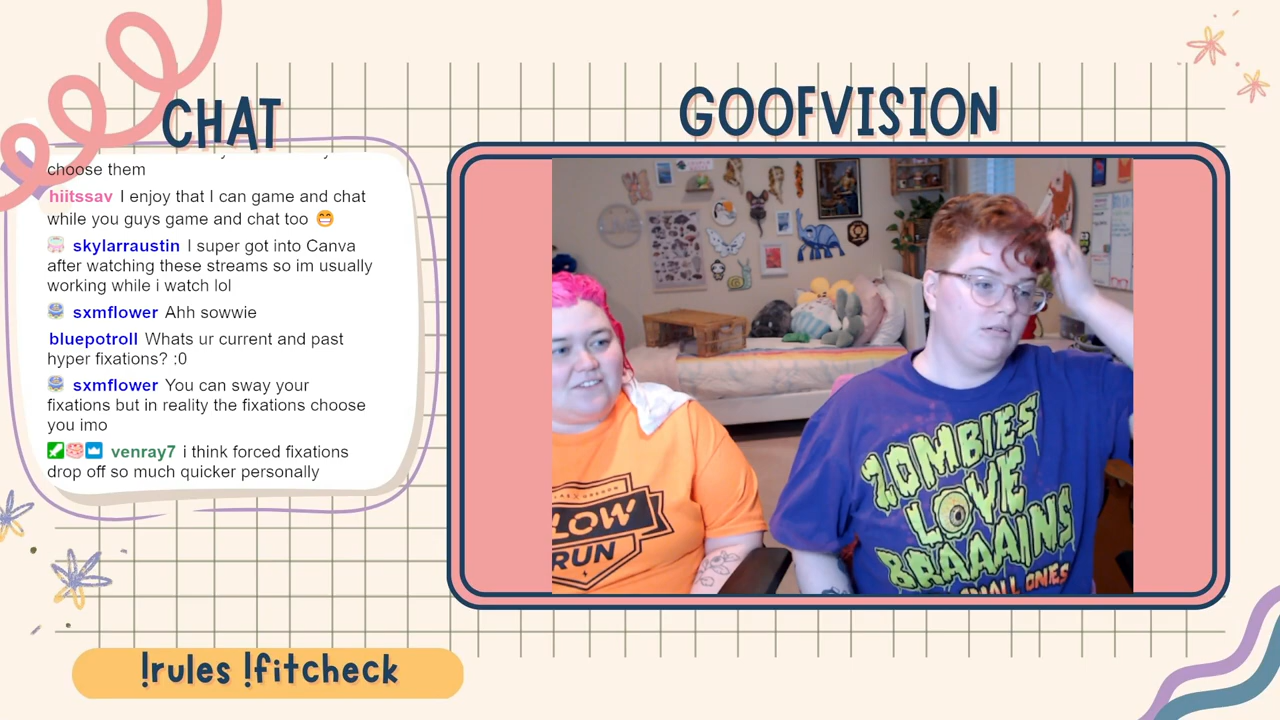 CHAT
GOOFVISION
choose them
hiitssav I enjoy that I can game and chat
while you guys game and chat too 😁
skylarraustin I super got into Canva
after watching these streams so im usually
working while i watch lol
sxmflower Ahh sowwie
bluepotroll Whats ur current and past
hyper fixations? :0
sxmflower You can sway your
fixations but in reality the fixations choose
you imo
venray7 i think forced fixations
drop off so much quicker personally
LOW
RUN
ZOMBIES
LOVE
BRAAAINS
SMALL ONES
!rules !fitcheck